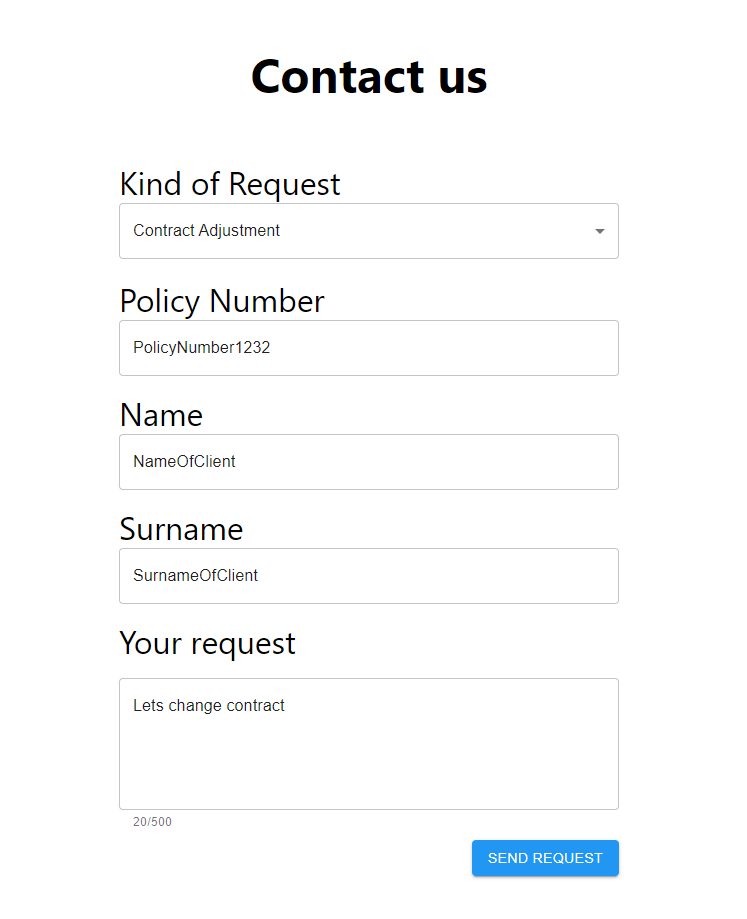 Contact us
Kind of Request
Contract Adjustment
Policy Number
PolicyNumber1232
Name
NameOfClient
Surname
SurnameOfClient
Your request
Lets change contract
20/500
SEND REQUEST